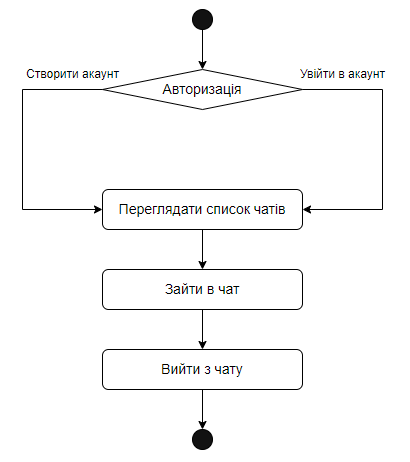 Створити акаунт
Увійти в акаунт
Авторизація
Переглядати список чатів
Зайти в чат
Вийти з чату